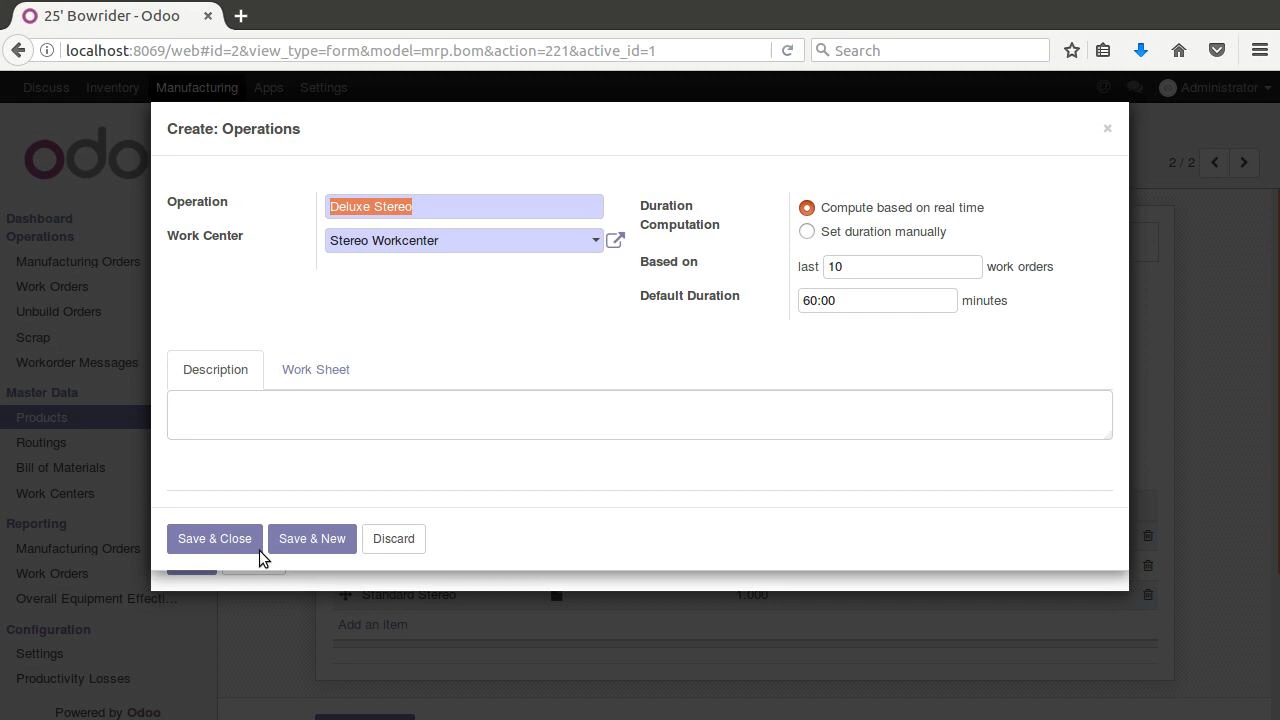 25' Bowrider - Odoo
localhost:8069/web#id=2&view_type=form&model=mrp.bom&action=221&active_id=1
Search
Discuss Inventory Manufacturing Apps Settings
@ Administrator
odo
Create: Operations ×
2 / 2
Operation Deluxe Stereo
Work Center Stereo Workcenter
Duration Computation
Compute based on real time
Set duration manually
Based on last 10 work orders
Default Duration 60:00 minutes
Description Work Sheet
Save & Close Save & New Discard
Dashboard
Operations
Manufacturing Orders
Work Orders
Unbuild Orders
Scrap
Workorder Messages
Master Data
Products
Routings
Bill of Materials
Work Centers
Reporting
Manufacturing Orders
Work Orders
Overall Equipment Effecti...
Configuration
Settings
Productivity Losses
Powered by Odoo
Standard Stereo 1.000
Add an item